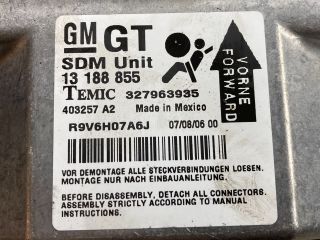 GM GT
SDM Unit
13 188 855
TEMIC 327963935
403257 A2 Made in Mexico
R9V6H07A6J 07/08/06 00
VORNE
FORWARD
VOR DEMONTAGE ALLE STECKVERBINDUNGEN LOESEN.
MONTAGE NUR NACH EINBAUANLEITUNG.
BEFORE DISASSEMBLY, DETACH ALL CONNECTORS.
ASSEMBLY STRICTLY ACCORDING TO MANUAL
INSTRUCTIONS.